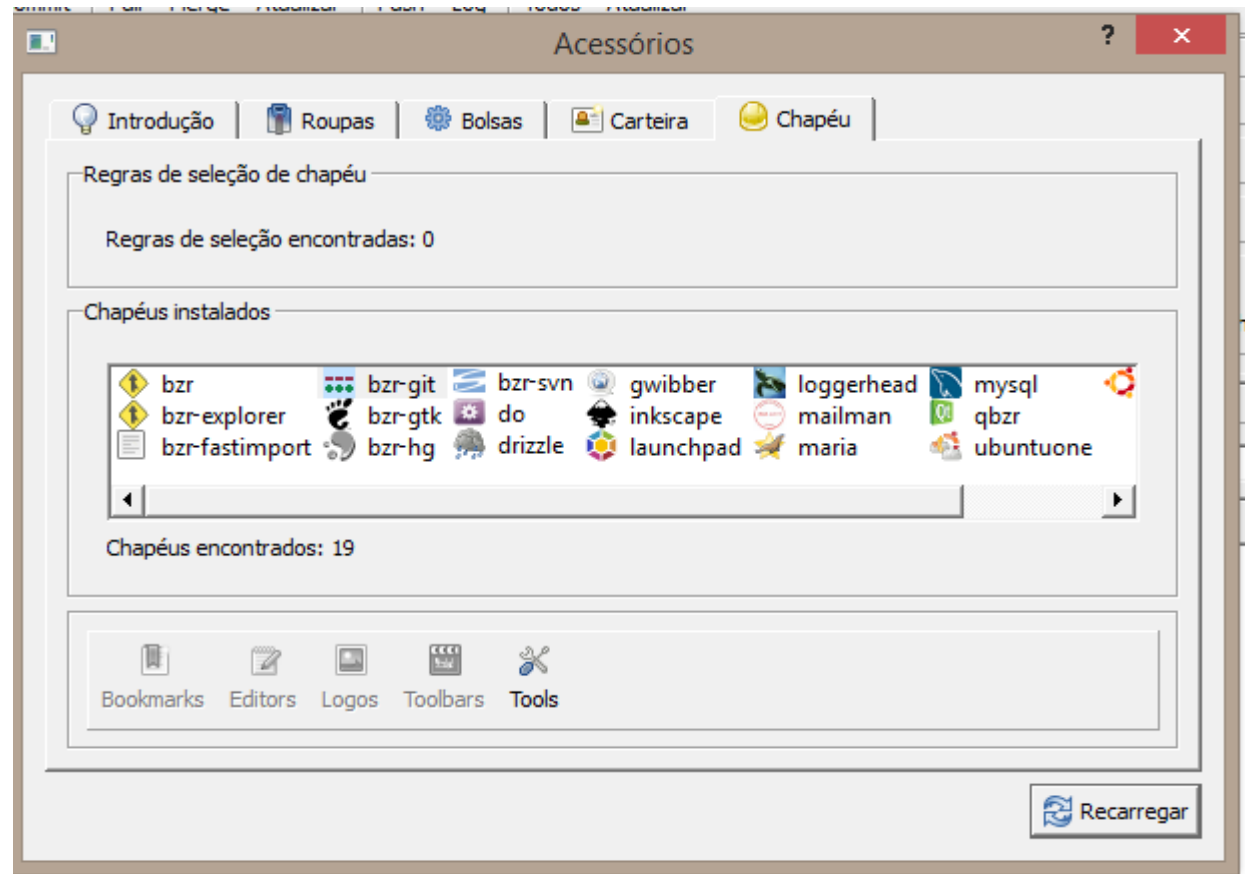 Acessórios
?
Introdução Roupas Bolsas Carteira Chapéu
Regras de seleção de chapéu
Regras de seleção encontradas: 0
Chapéus instalados
bzr bzr-git bzr-svn gwibber loggerhead mysql
bzr-explorer bzr-gtk do inkscape mailman qbzr
bzr-fastimport bzr-hg drizzle launchpad maria ubuntuone
Chapéus encontrados: 19
Bookmarks Editors Logos Toolbars Tools
Recarregar